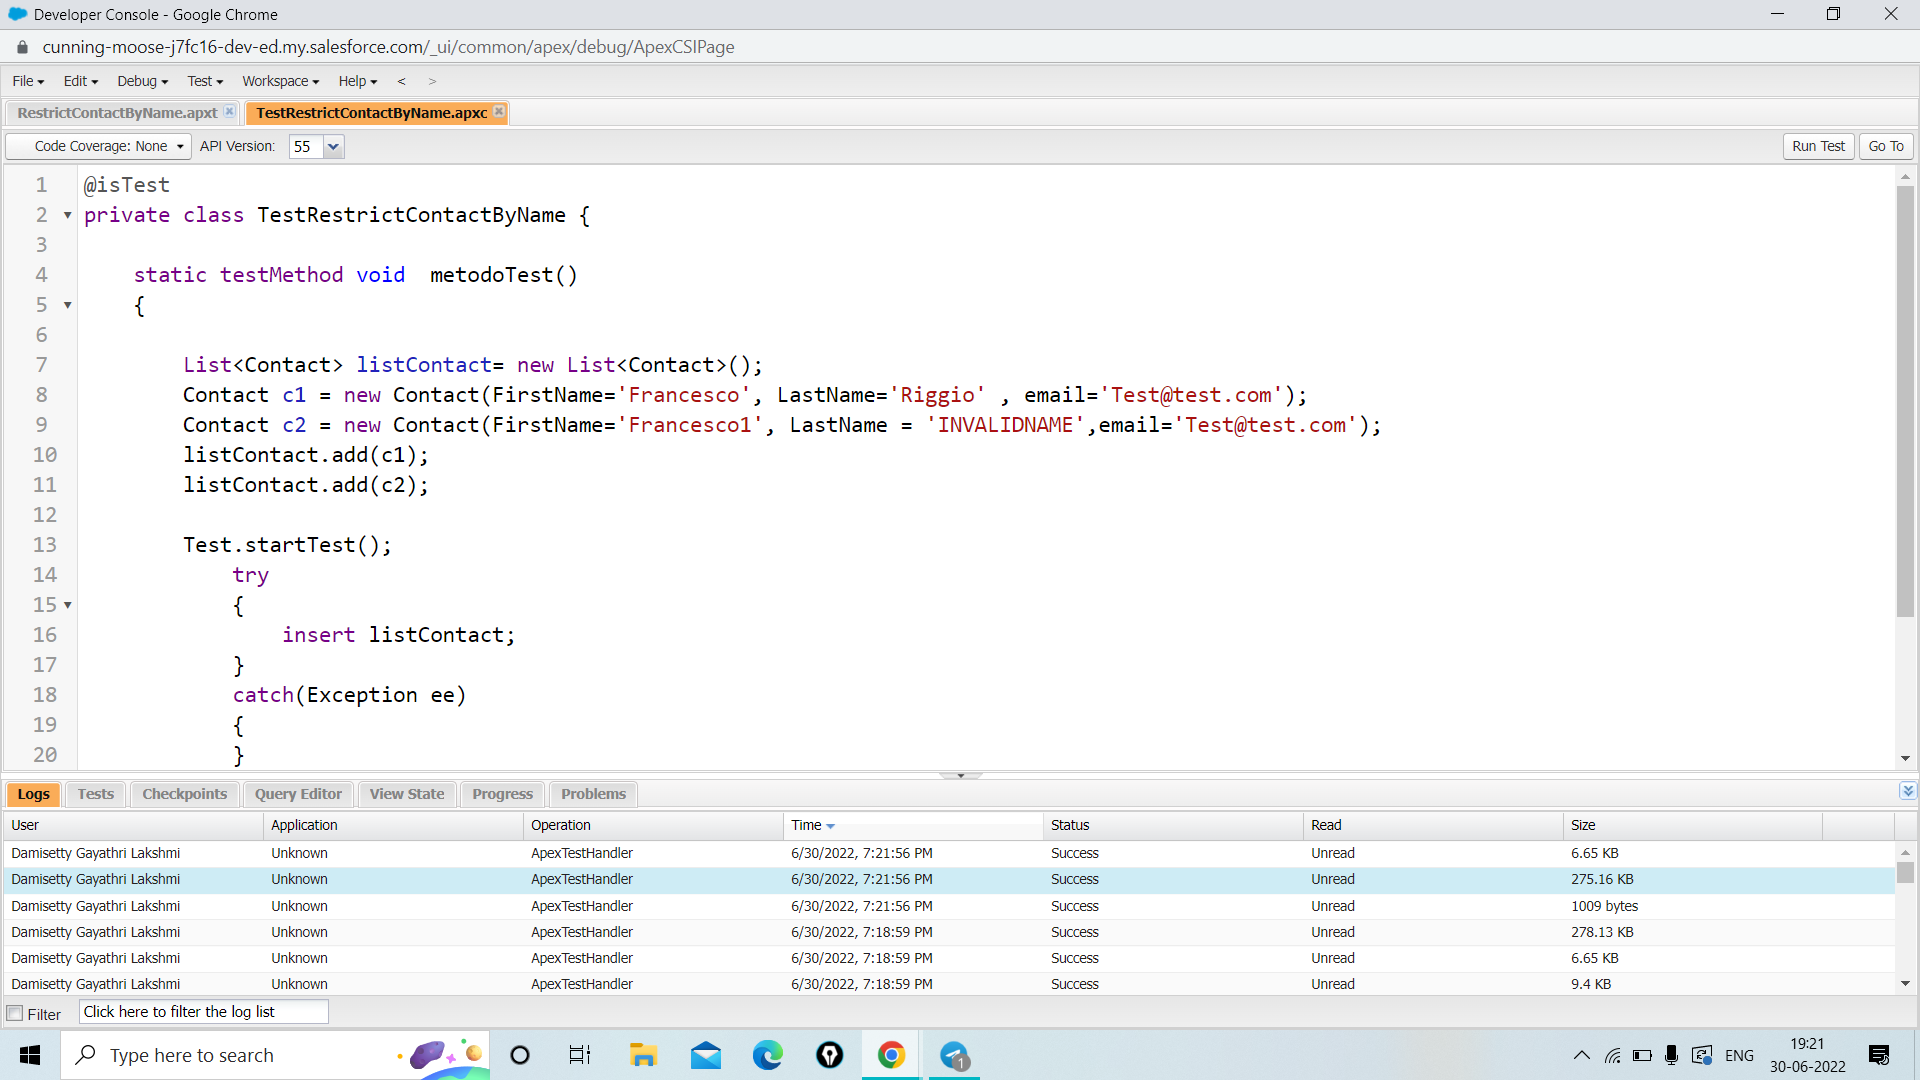 Developer Console - Google Chrome
cunning-moose-j7fc16-dev-ed.my.salesforce.com/_ui/common/apex/debug/ApexCSIPage
File Edit Debug Test Workspace Help < >
RestrictContactByName.apxt TestRestrictContactByName.apxc
Code Coverage: None API Version: 55 Run Test Go To
1 @isTest
2 private class TestRestrictContactByName {
3
4 static testMethod void  metodoTest()
5 {
6
7 List<Contact> listContact= new List<Contact>();
8 Contact c1 = new Contact(FirstName='Francesco', LastName='Riggio' , email='Test@test.com');
9 Contact c2 = new Contact(FirstName='Francesco1', LastName = 'INVALIDNAME',email='Test@test.com');
10 listContact.add(c1);
11 listContact.add(c2);
12
13 Test.startTest();
14 try
15 {
16 insert listContact;
17 }
18 catch(Exception ee)
19 {
20 }
Logs Tests Checkpoints Query Editor View State Progress Problems
User Application Operation Time Status Read Size
Damisetty Gayathri Lakshmi Unknown ApexTestHandler 6/30/2022, 7:21:56 PM Success Unread 6.65 KB
Damisetty Gayathri Lakshmi Unknown ApexTestHandler 6/30/2022, 7:21:56 PM Success Unread 275.16 KB
Damisetty Gayathri Lakshmi Unknown ApexTestHandler 6/30/2022, 7:21:56 PM Success Unread 1009 bytes
Damisetty Gayathri Lakshmi Unknown ApexTestHandler 6/30/2022, 7:18:59 PM Success Unread 278.13 KB
Damisetty Gayathri Lakshmi Unknown ApexTestHandler 6/30/2022, 7:18:59 PM Success Unread 6.65 KB
Damisetty Gayathri Lakshmi Unknown ApexTestHandler 6/30/2022, 7:18:59 PM Success Unread 9.4 KB
Filter Click here to filter the log list
Type here to search 1 ENG 19:21
30-06-2022